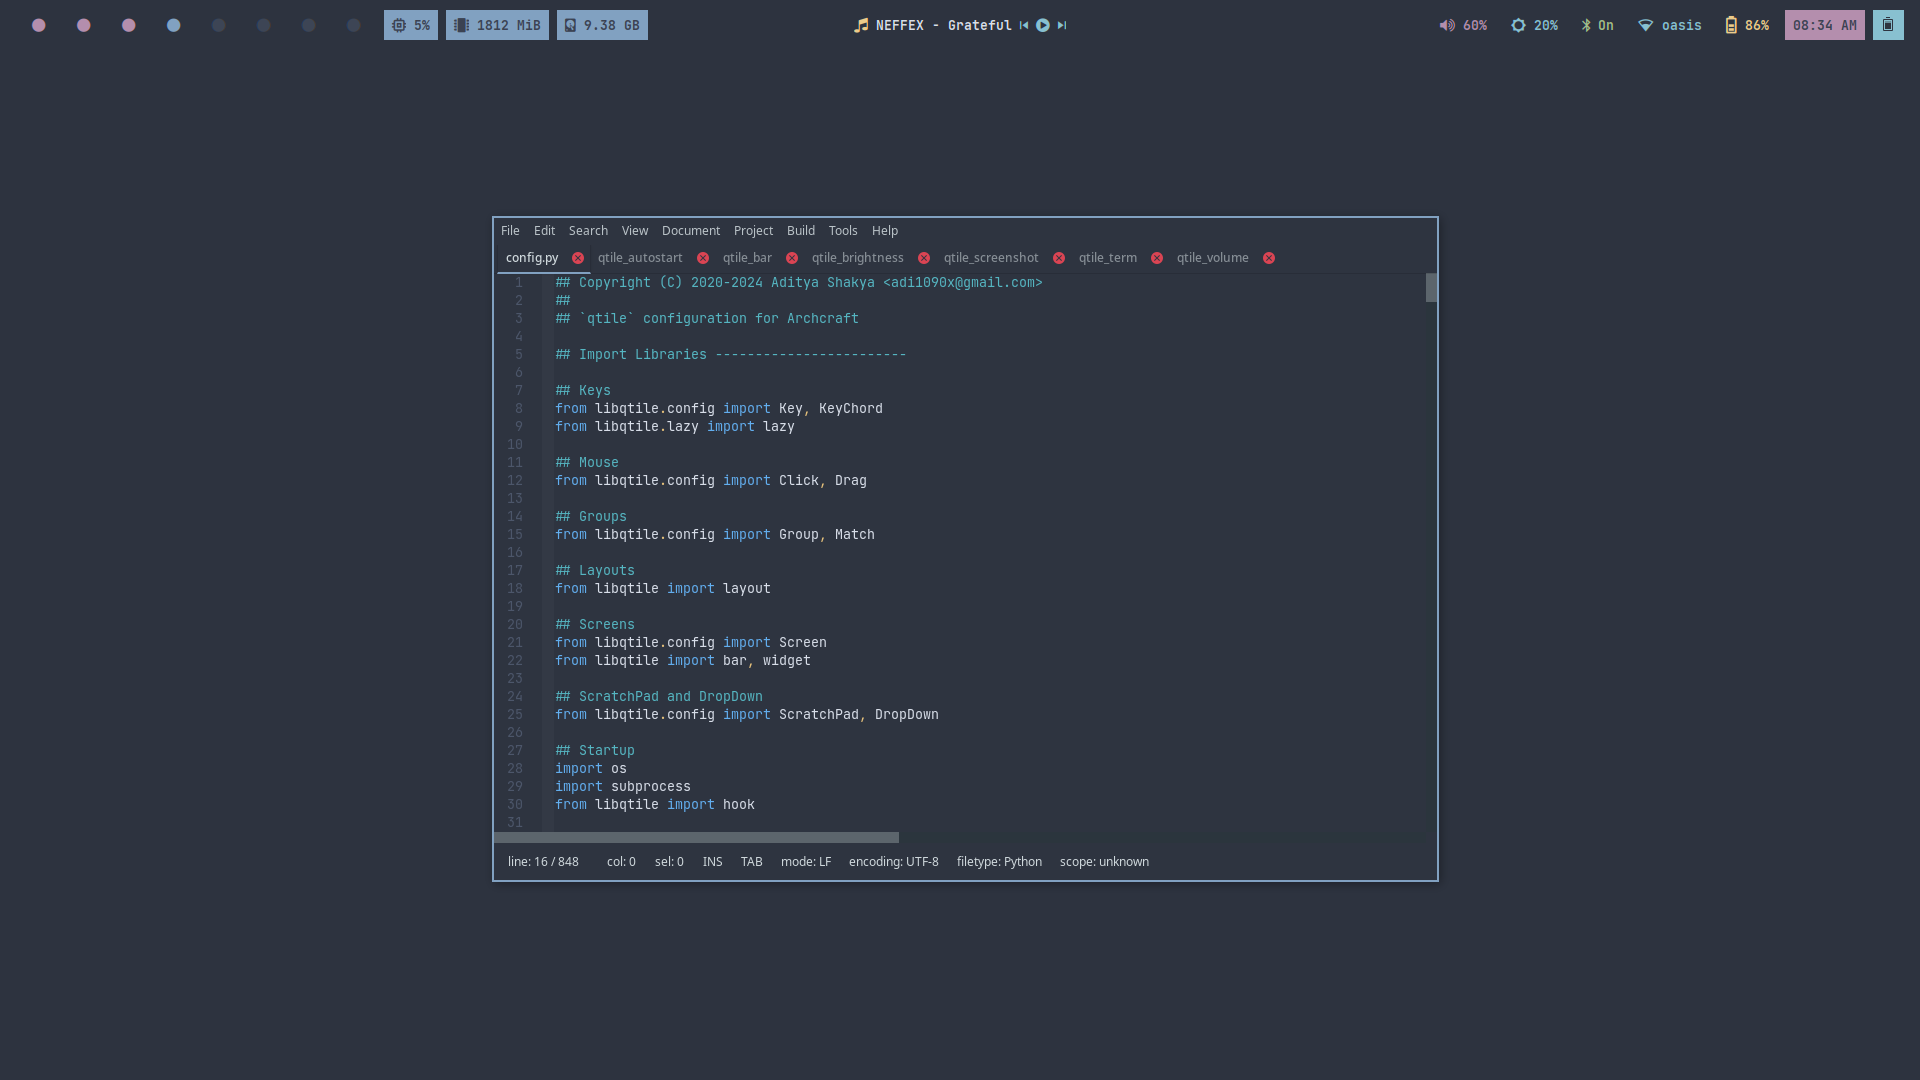 5% 1812 MiB 9.38 GB NEFFEX - Grateful 60% 20% On oasis 86% 08:34 AM
File Edit Search View Document Project Build Tools Help
config.py qtile_autostart qtile_bar qtile_brightness qtile_screenshot qtile_term qtile_volume
1 ## Copyright (C) 2020-2024 Aditya Shakya <adi1090x@gmail.com>
2 ##
3 ## `qtile` configuration for Archcraft
4
5 ## Import Libraries ------------------------
6
7 ## Keys
8 from libqtile.config import Key, KeyChord
9 from libqtile.lazy import lazy
10
11 ## Mouse
12 from libqtile.config import Click, Drag
13
14 ## Groups
15 from libqtile.config import Group, Match
16
17 ## Layouts
18 from libqtile import layout
19
20 ## Screens
21 from libqtile.config import Screen
22 from libqtile import bar, widget
23
24 ## ScratchPad and DropDown
25 from libqtile.config import ScratchPad, DropDown
26
27 ## Startup
28 import os
29 import subprocess
30 from libqtile import hook
31
line: 16 / 848 col: 0 sel: 0 INS TAB mode: LF encoding: UTF-8 filetype: Python scope: unknown